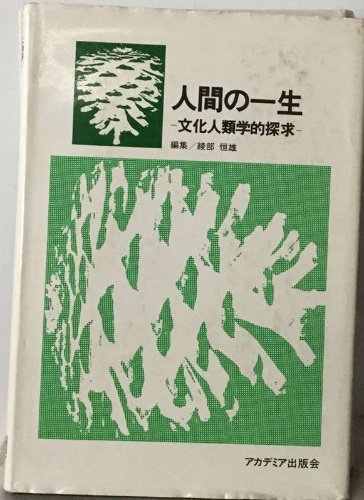 人間の一生
-文化人類学的探求-
編集/綾部 恒雄
アカデミア出版会